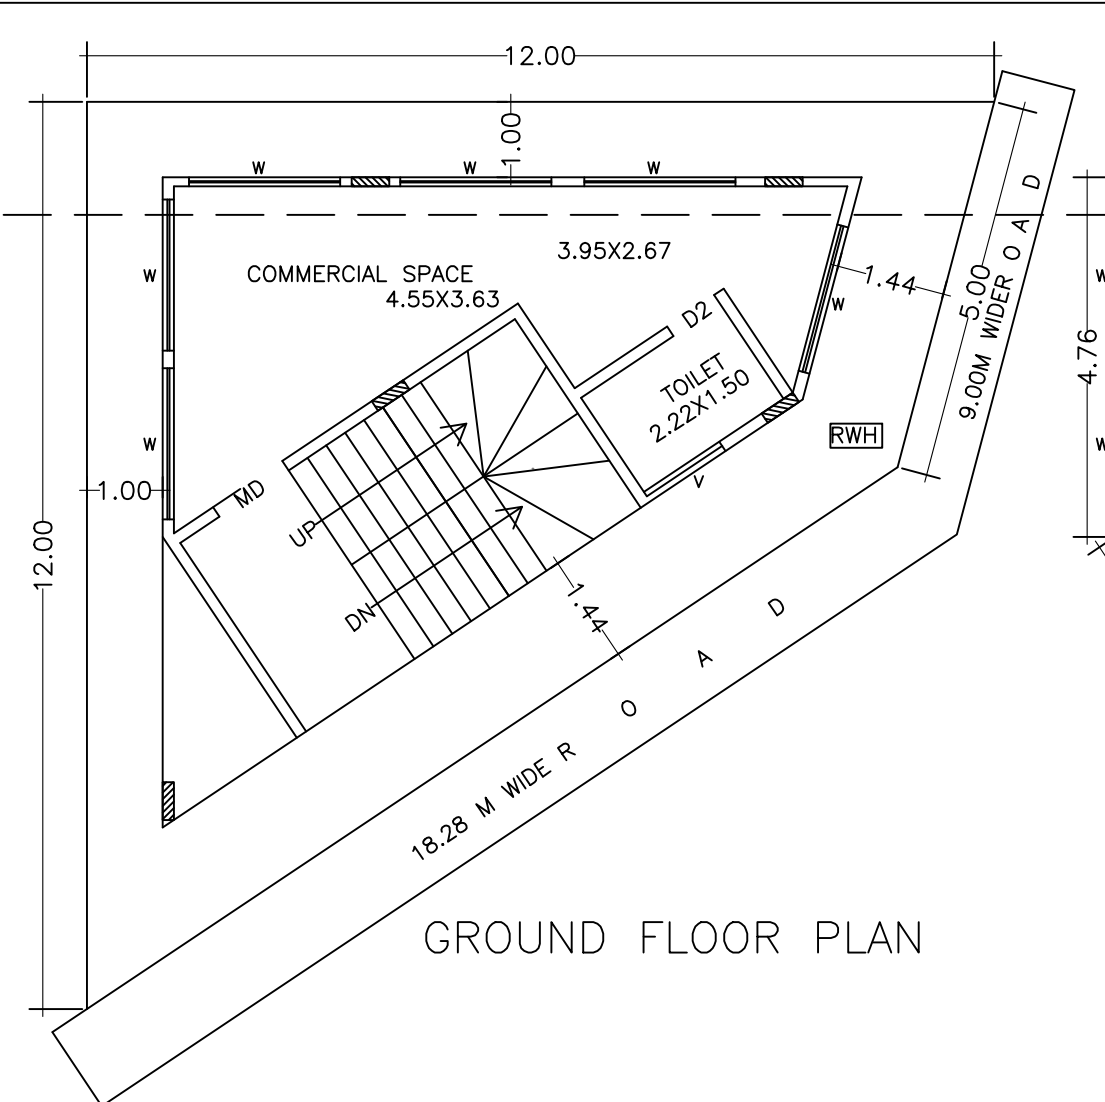 12.00
1.00
W
W
W
3.95X2.67
COMMERCIAL SPACE
4.55X3.63
W
W
1.44
W
5.00
9.00M WIDER O A D
4.76
W
W
D2
TOILET
2.22X1.50
RWH
V
1.00
MD
UP
DN
12.00
1.44
18.28 M WIDE R O A D
GROUND FLOOR PLAN